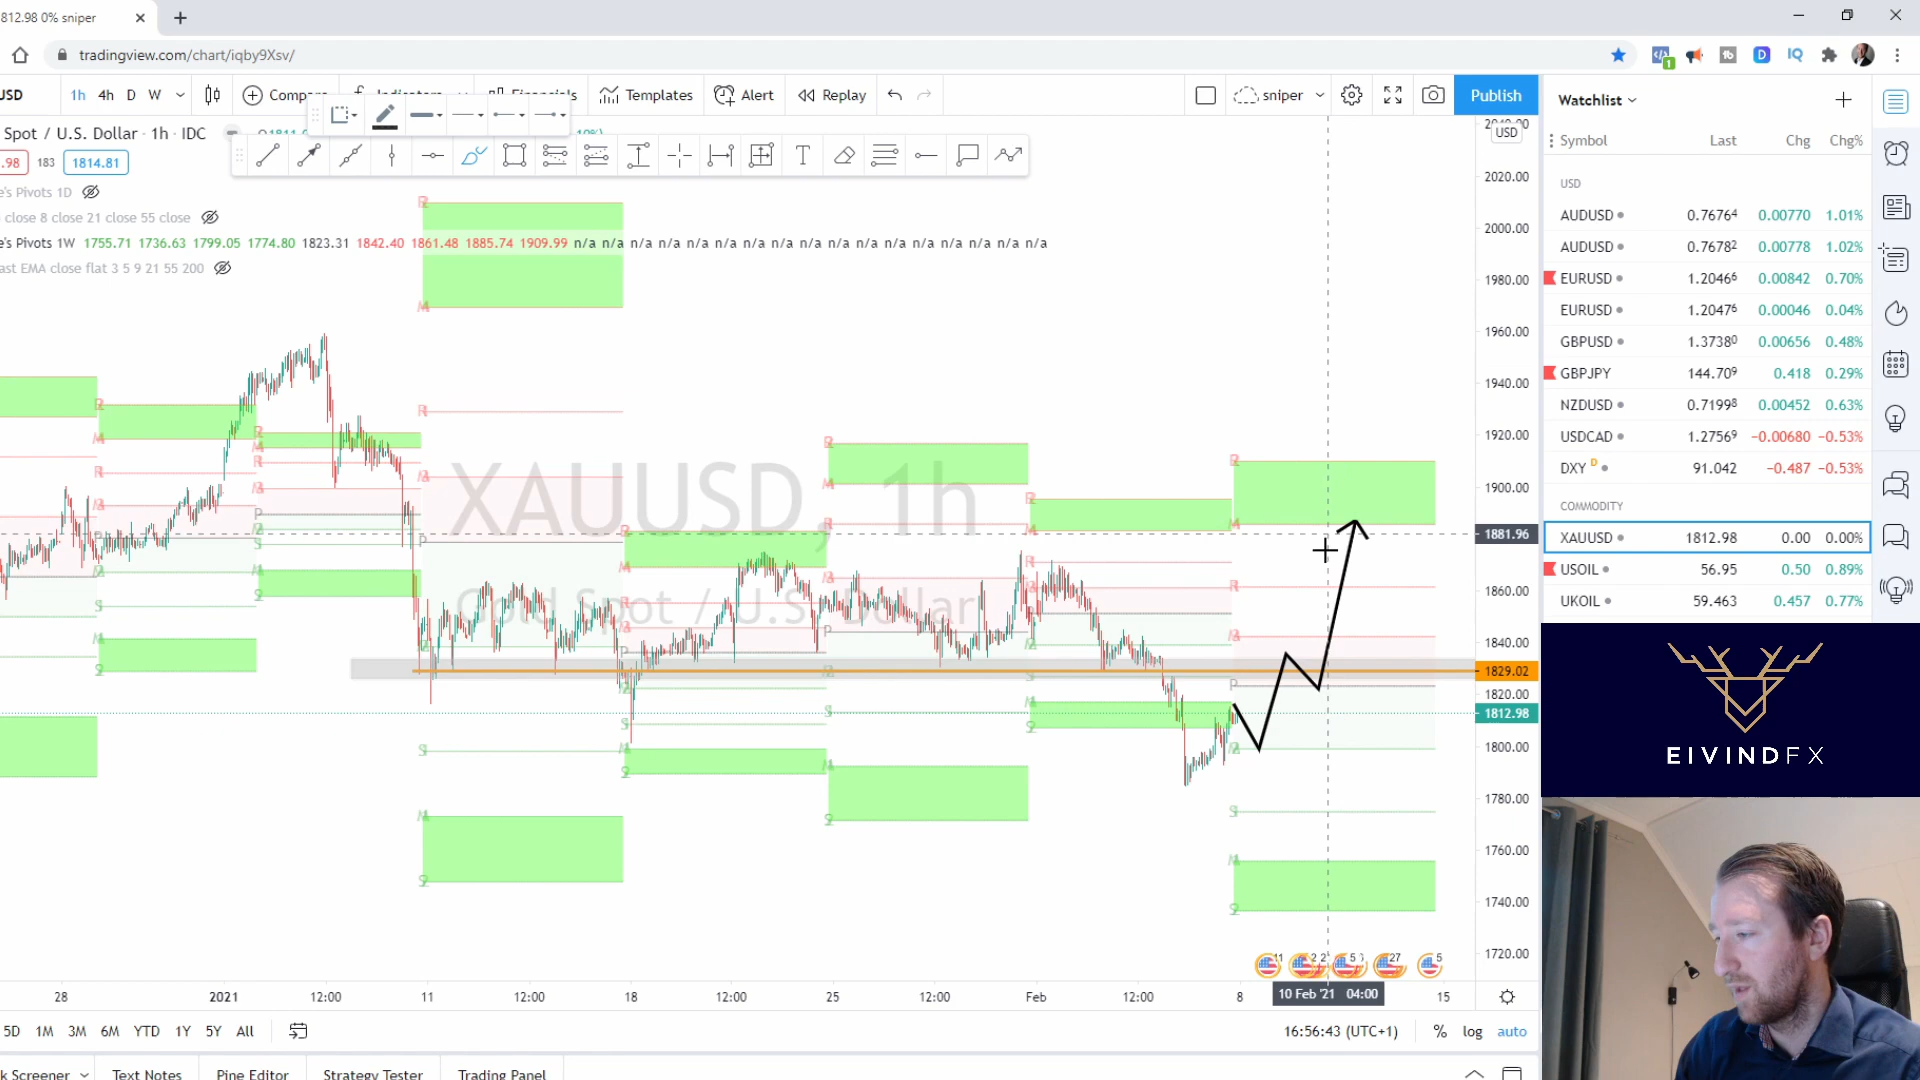 812.98 0% sniper
tradingview.com/chart/iqby9Xsv/
USD 1h 4h D W Indicators Financials Templates Alert Replay sniper Publish
Spot / U.S. Dollar · 1h · IDC
.98 183 1814.81
e's Pivots 1D
close 8 close 21 close 55 close
e's Pivots 1W 1755.71 1736.63 1799.05 1774.80 1823.31 1842.40 1861.48 1885.74 1909.99 n/a n/a n/a n/a n/a n/a n/a n/a n/a n/a n/a n/a n/a n/a n/a n/a n/a
ast EMA close flat 3 5 9 21 55 200
XAUUSD, 1h
Gold Spot / U.S. Dollar
USD
2020.00
2000.00
1980.00
1960.00
1940.00
1920.00
1900.00
1881.96
1860.00
1840.00
1829.02
1820.00
1812.98
1800.00
1780.00
1760.00
1740.00
1720.00
28 2021 12:00 11 12:00 18 12:00 25 12:00 Feb 12:00 8 10 Feb '21 04:00 15
5D 1M 3M 6M YTD 1Y 5Y All 16:56:43 (UTC+1) % log auto
k Screener Text Notes Pine Editor Strategy Tester Trading Panel
Watchlist
Symbol Last Chg Chg%
USD
AUDUSD 0.76764 0.00770 1.01%
AUDUSD 0.76782 0.00778 1.02%
EURUSD 1.20466 0.00842 0.70%
EURUSD 1.20476 0.00046 0.04%
GBPUSD 1.37380 0.00656 0.48%
GBPJPY 144.709 0.418 0.29%
NZDUSD 0.71998 0.00452 0.63%
USDCAD 1.27569 −0.00680 −0.53%
DXY D 91.042 −0.487 −0.53%
COMMODITY
XAUUSD 1812.98 0.00 0.00%
USOIL 56.95 0.50 0.89%
UKOIL 59.463 0.457 0.77%
EIVINDFX